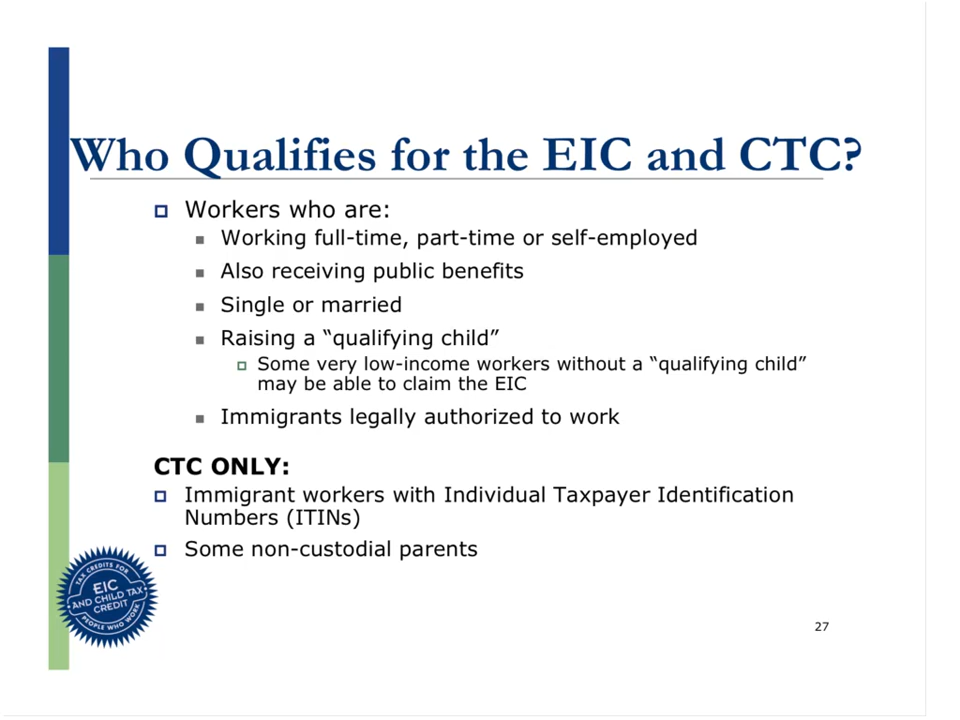 Who Qualifies for the EIC and CTC?
Workers who are:
Working full-time, part-time or self-employed
Also receiving public benefits
Single or married
Raising a “qualifying child”
Some very low-income workers without a “qualifying child”
may be able to claim the EIC
Immigrants legally authorized to work
CTC ONLY:
Immigrant workers with Individual Taxpayer Identification
Numbers (ITINs)
Some non-custodial parents
TAX CREDITS FOR
EIC
AND CHILD TAX
CREDIT
PEOPLE WHO WORK
27